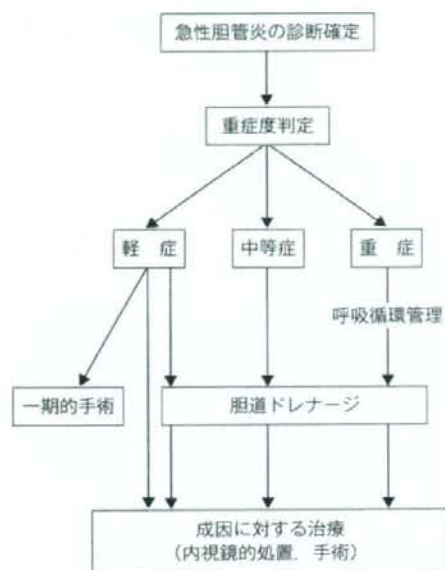 急性胆管炎の診断確定
重症度判定
軽　症
中等症
重　症
呼吸循環管理
一期的手術
胆道ドレナージ
成因に対する治療
(内視鏡的処置，手術)